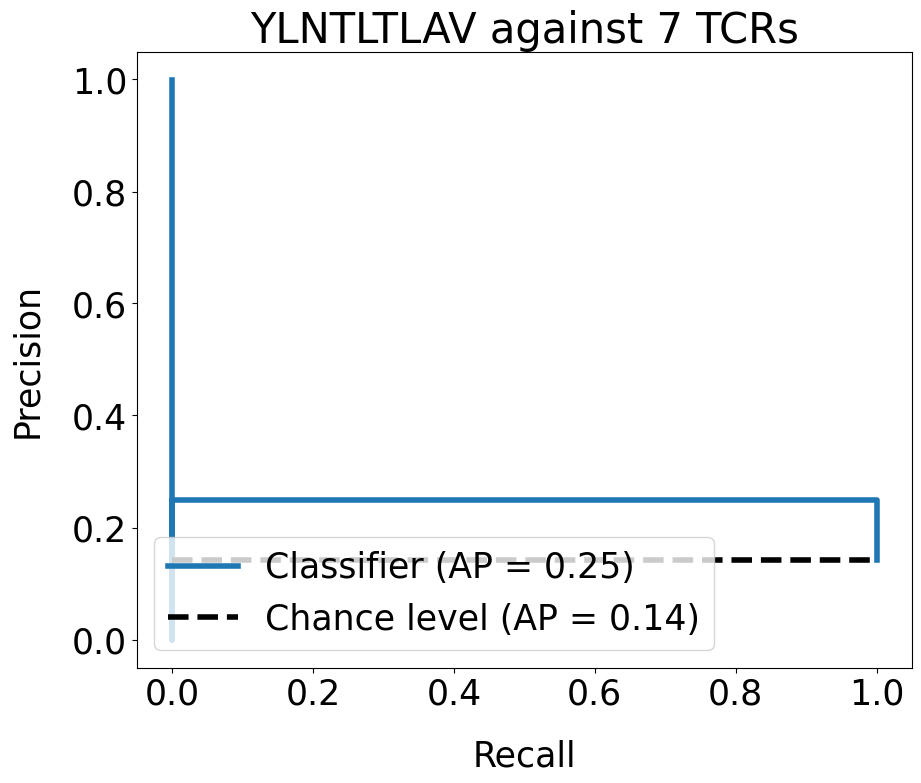 YLNTLTLAV against 7 TCRs
1.0
0.8
0.6
0.4
0.2
0.0
Precision
Classifier (AP = 0.25)
Chance level (AP = 0.14)
0.0 0.2 0.4 0.6 0.8 1.0
Recall